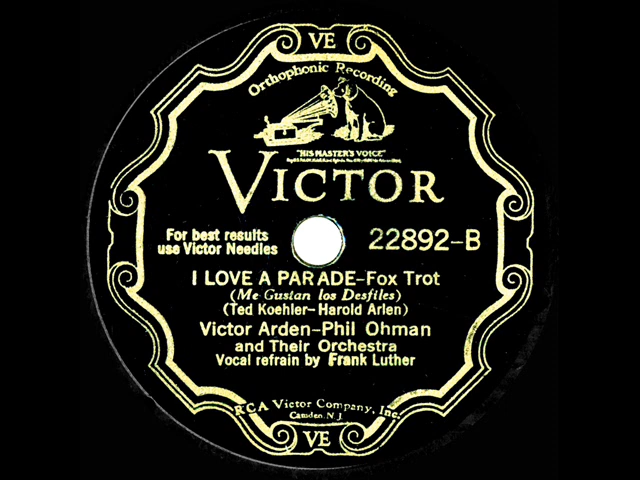 VE
Orthophonic Recording
"HIS MASTER'S VOICE"
VICTOR
For best results
use Victor Needles
22892-B
I LOVE A PARADE-Fox Trot
(Me Gustan los Desfiles)
(Ted Koehler-Harold Arlen)
Victor Arden-Phil Ohman
and Their Orchestra
Vocal refrain by Frank Luther
RCA Victor Company, Inc.
Camden, N.J.
VE